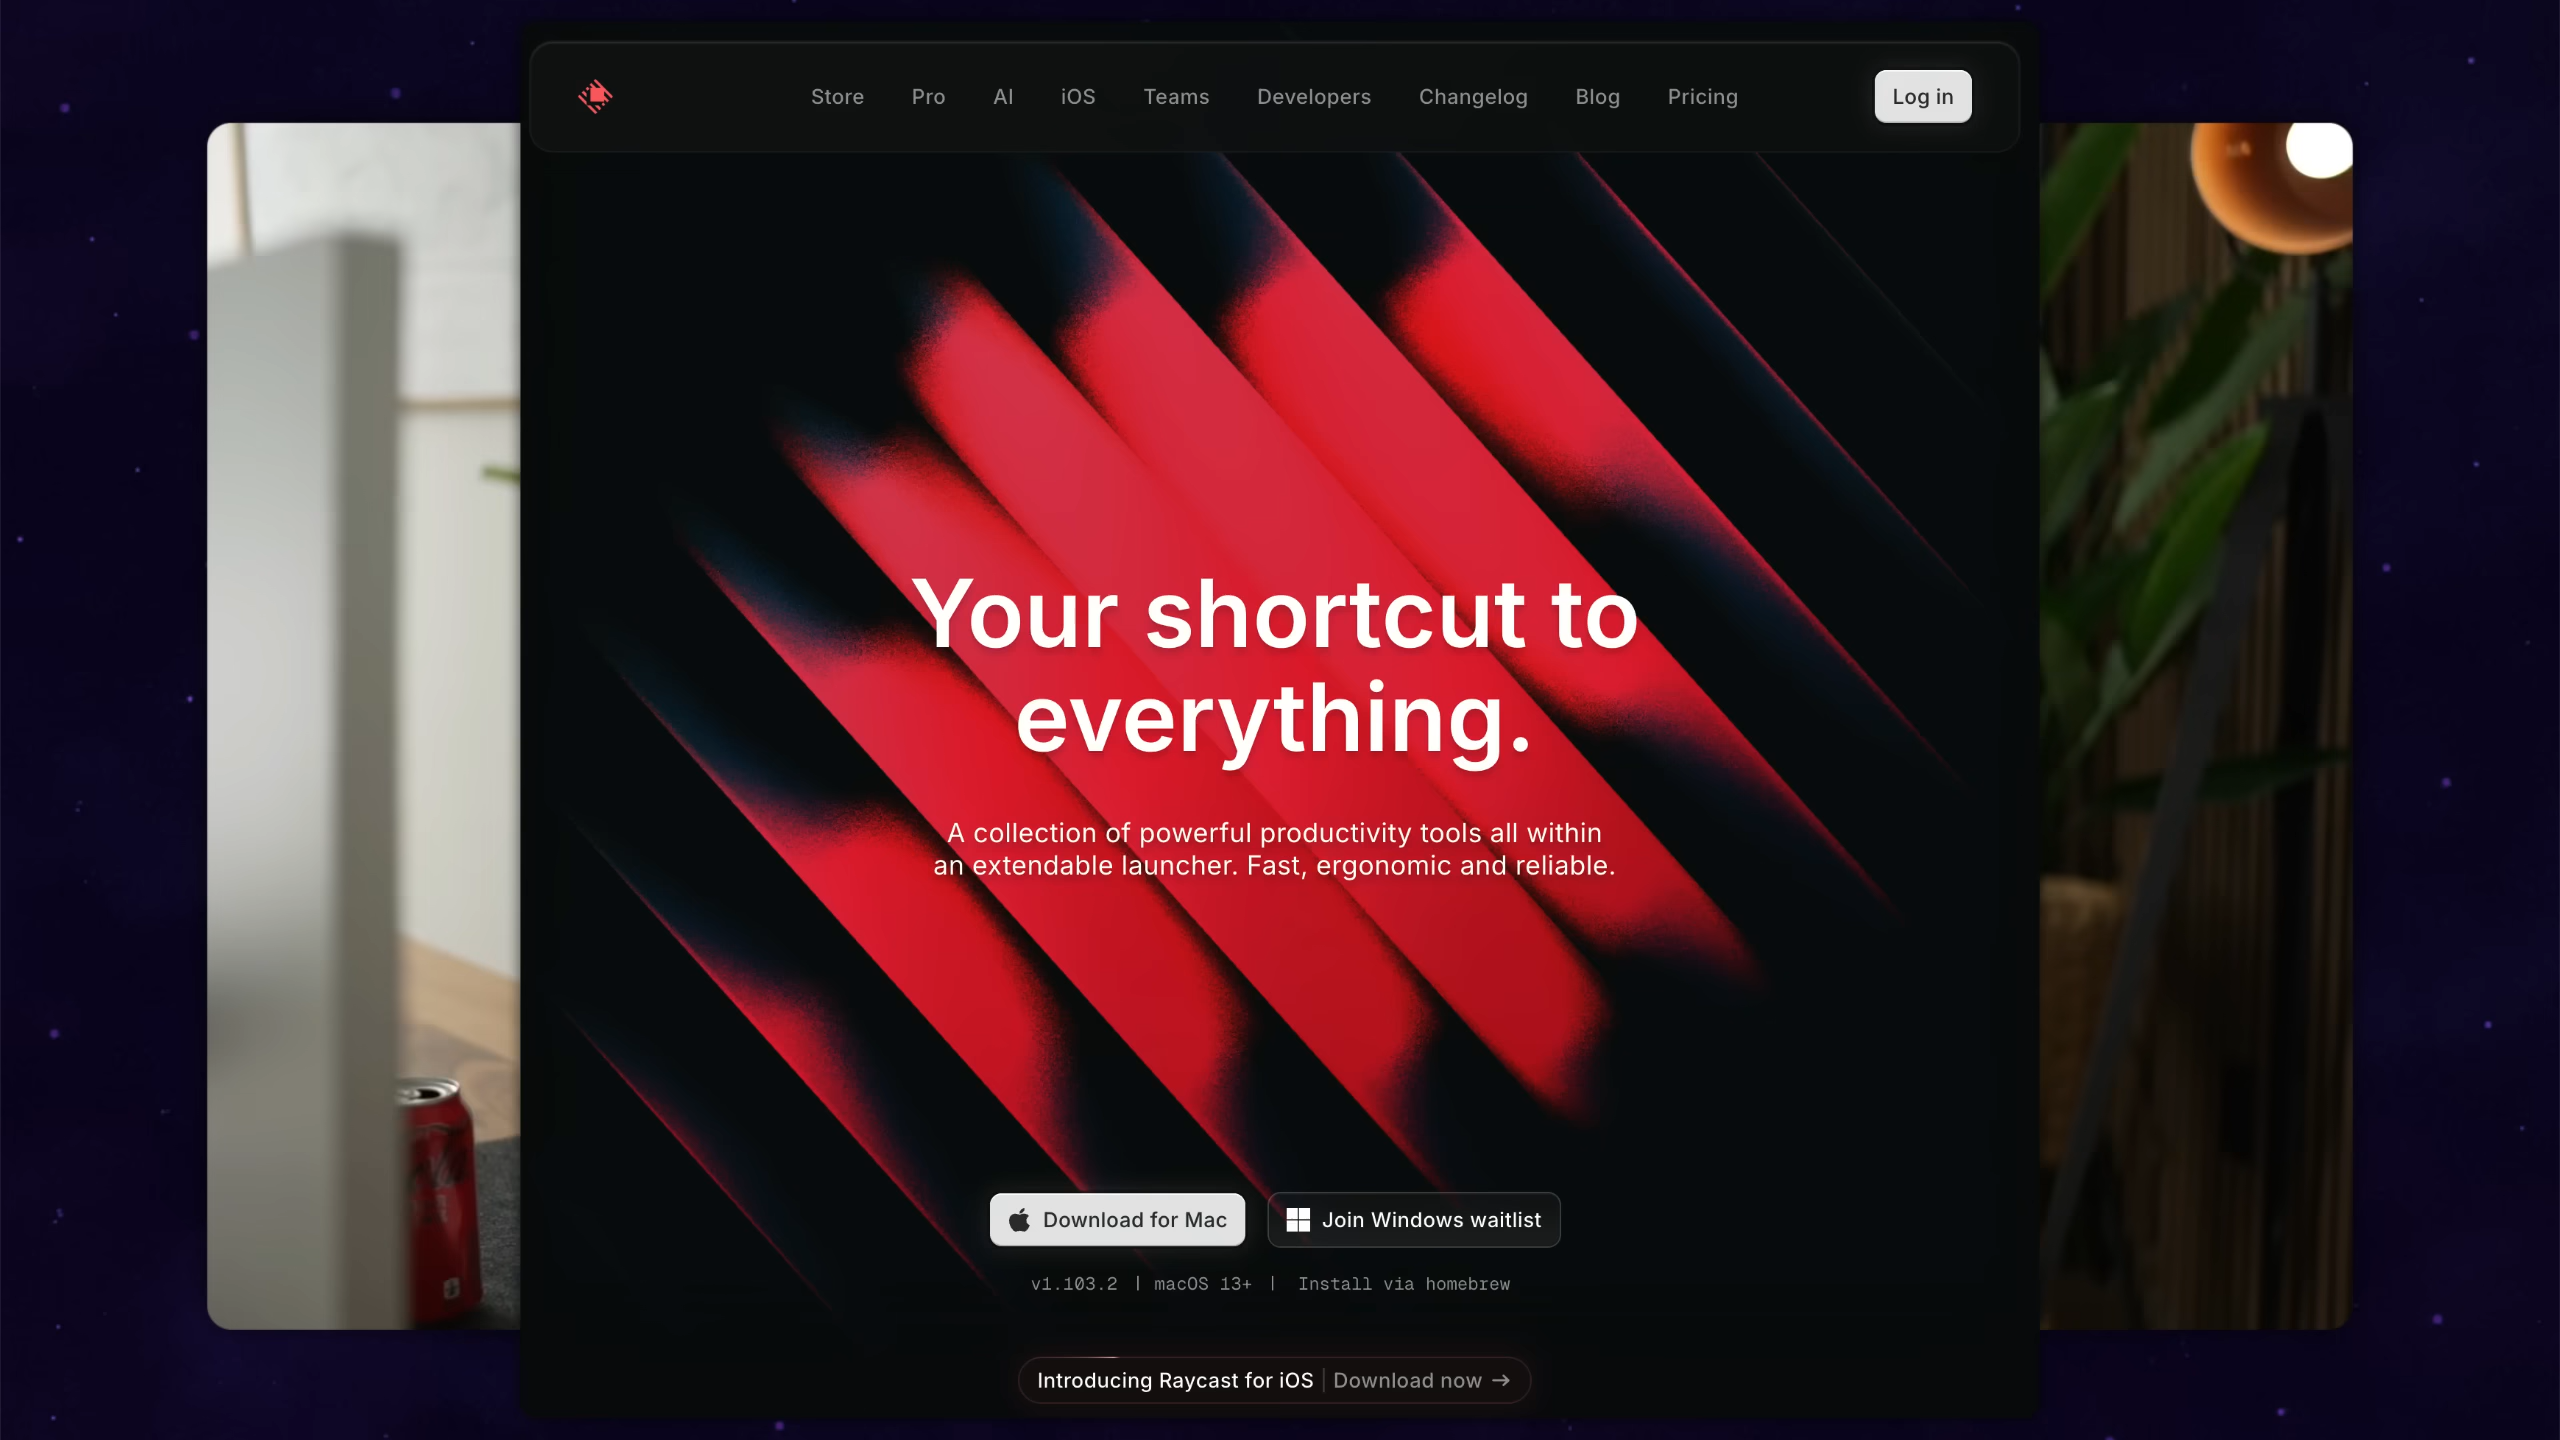 Store Pro AI iOS Teams Developers Changelog Blog Pricing Log in
Your shortcut to
everything.
A collection of powerful productivity tools all within
an extendable launcher. Fast, ergonomic and reliable.
Download for Mac Join Windows waitlist
v1.103.2 | macOS 13+ | Install via homebrew
Introducing Raycast for iOS | Download now →